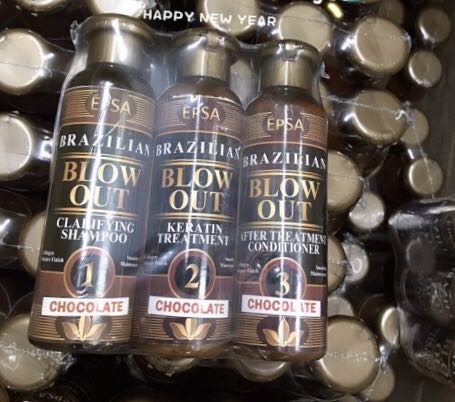 HAPPY NEW YEAR
EPSA
BRAZILIAN
BLOW
OUT
CLARIFYING
SHAMPOO
1
CHOCOLATE
EPSA
BRAZILIAN
BLOW
OUT
KERATIN
TREATMENT
2
CHOCOLATE
EPSA
BRAZILIAN
BLOW
OUT
AFTER TREATMENT
CONDITIONER
3
CHOCOLATE